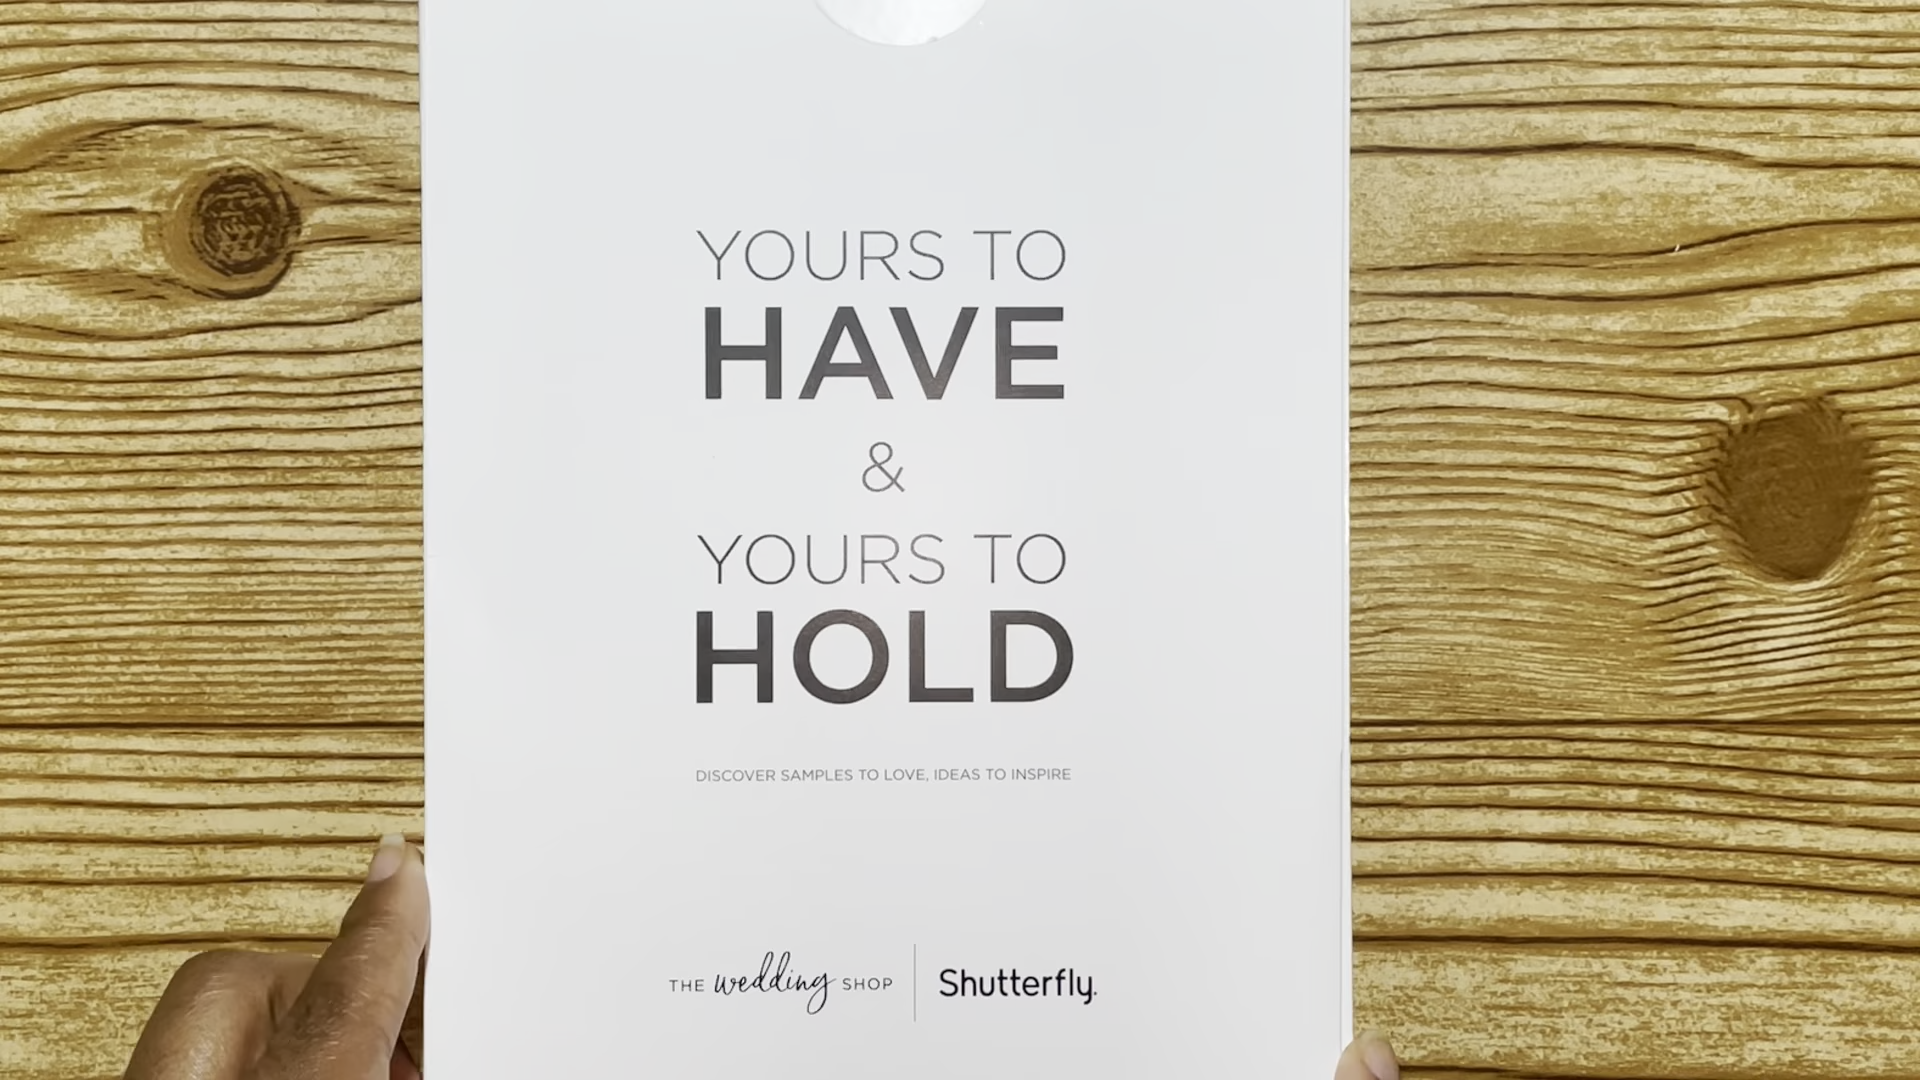 YOURS TO
HAVE
&
YOURS TO
HOLD
DISCOVER SAMPLES TO LOVE, IDEAS TO INSPIRE
THE wedding SHOP | Shutterfly.